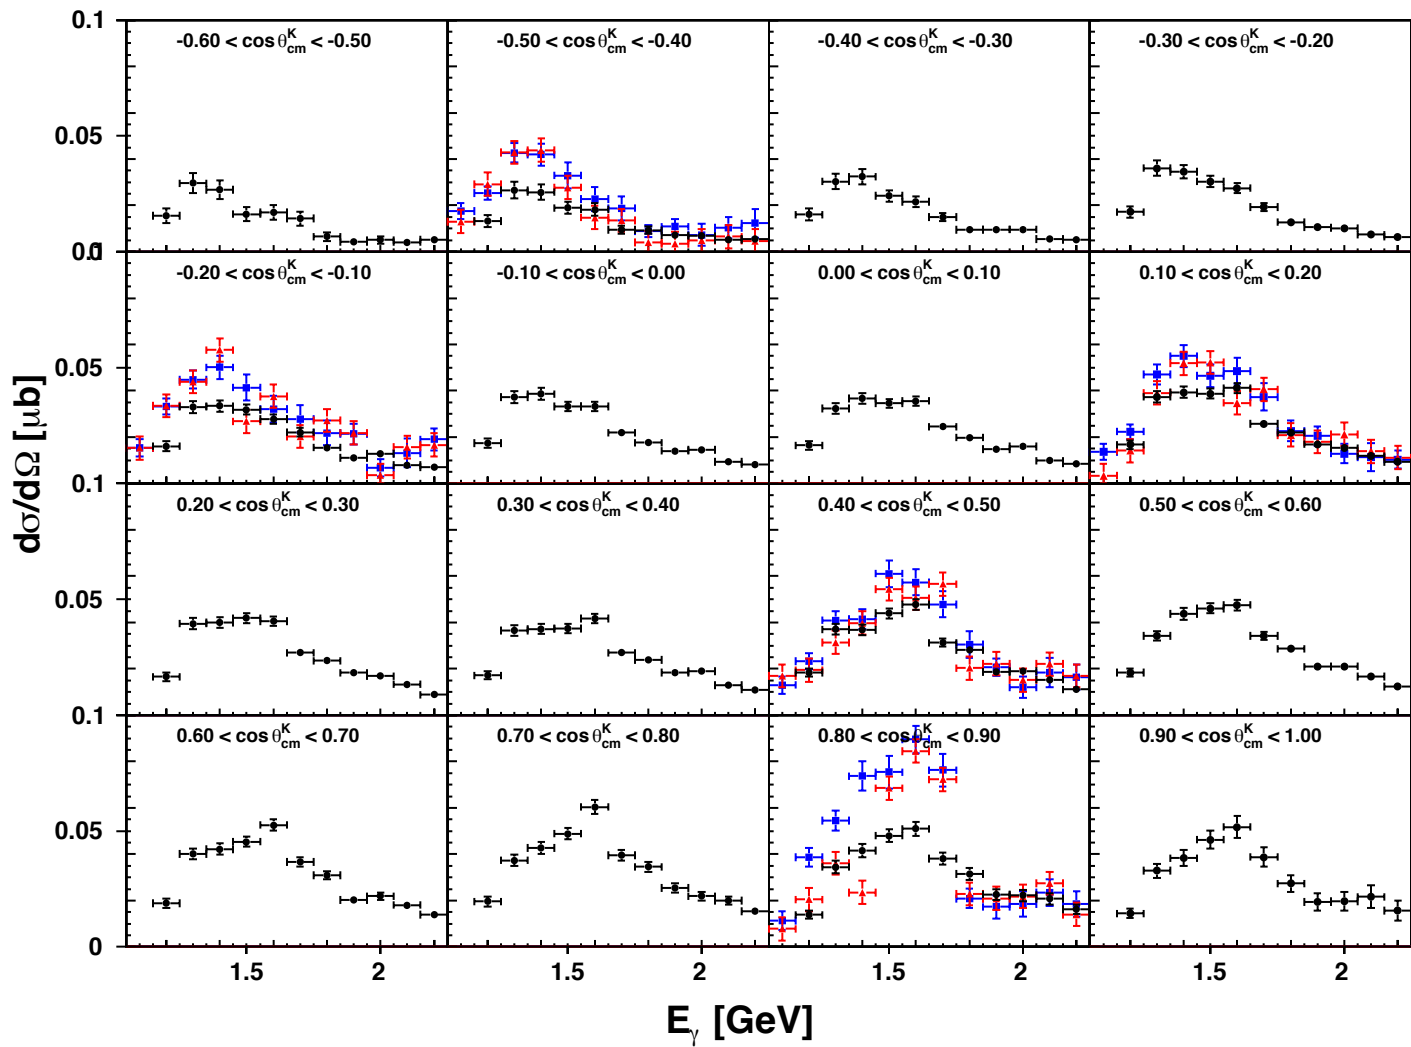 0.1
-0.60 < cos θ^K_cm < -0.50
-0.50 < cos θ^K_cm < -0.40
-0.40 < cos θ^K_cm < -0.30
-0.30 < cos θ^K_cm < -0.20
0.05
-0.20 < cos θ^K_cm < -0.10
-0.10 < cos θ^K_cm < 0.00
0.00 < cos θ^K_cm < 0.10
0.10 < cos θ^K_cm < 0.20
0.05
dσ/dΩ [μb]
0.1
0.20 < cos θ^K_cm < 0.30
0.30 < cos θ^K_cm < 0.40
0.40 < cos θ^K_cm < 0.50
0.50 < cos θ^K_cm < 0.60
0.05
0.1
0.60 < cos θ^K_cm < 0.70
0.70 < cos θ^K_cm < 0.80
0.80 < cos θ^K_cm < 0.90
0.90 < cos θ^K_cm < 1.00
0.05
0
1.5 2 1.5 2 1.5 2 1.5 2
E_γ [GeV]